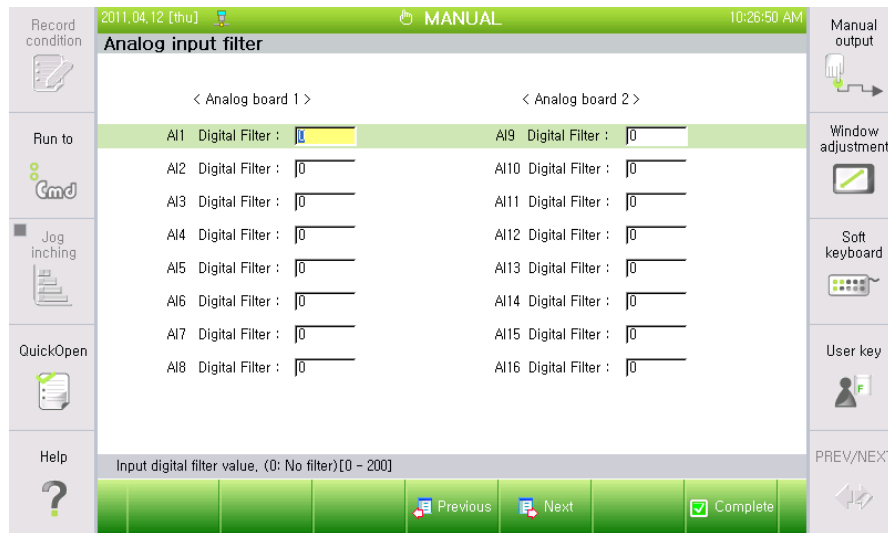 2011.04.12 [thu]
MANUAL
10:26:50 AM
Analog input filter
Record
condition
Run to
Cmd
Jog
inching
QuickOpen
Help
< Analog board 1 >
AI1 Digital Filter : 0
AI2 Digital Filter : 0
AI3 Digital Filter : 0
AI4 Digital Filter : 0
AI5 Digital Filter : 0
AI6 Digital Filter : 0
AI7 Digital Filter : 0
AI8 Digital Filter : 0
< Analog board 2 >
AI9 Digital Filter : 0
AI10 Digital Filter : 0
AI11 Digital Filter : 0
AI12 Digital Filter : 0
AI13 Digital Filter : 0
AI14 Digital Filter : 0
AI15 Digital Filter : 0
AI16 Digital Filter : 0
Input digital filter value. (0: No filter)[0 - 200]
Previous
Next
Complete
Manual
output
Window
adjustment
Soft
keyboard
User key
F
PREV/NEXT